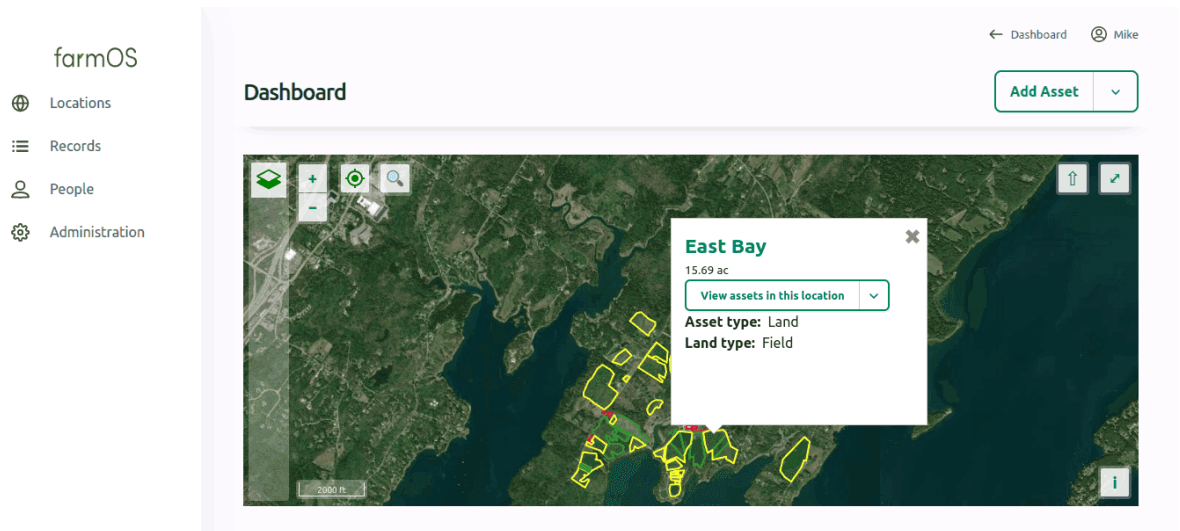 farmOS
Locations
Records
People
Administration
Dashboard
Mike
Dashboard
Add Asset
+
−
East Bay
15.69 ac
View assets in this location
Asset type: Land
Land type: Field
2000 ft
i